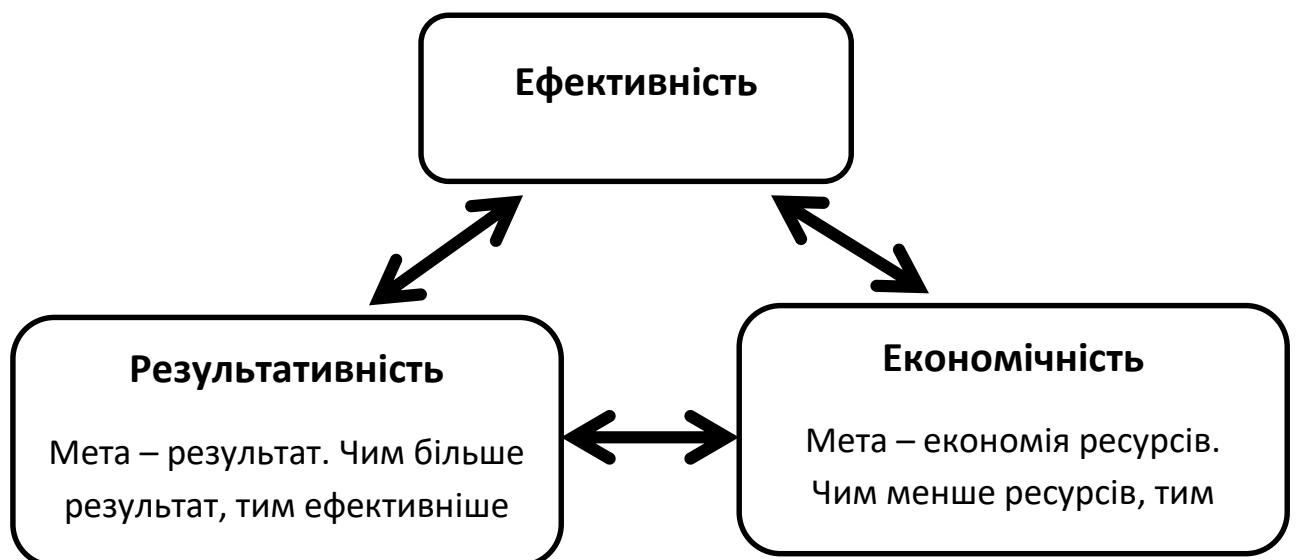 Ефективність
Результативність
Мета – результат. Чим більше
результат, тим ефективніше
Економічність
Мета – економія ресурсів.
Чим менше ресурсів, тим